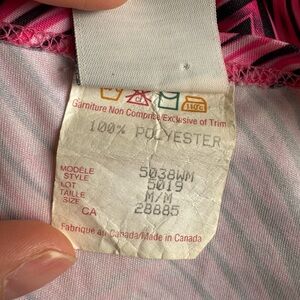 Garniture Non Comprise/Exclusive of Trim
100% POLYESTER
MODÈLE
STYLE 5038WM
LOT 5019
TAILLE
SIZE M/M
CA 28885
Fabriqué au Canada/Made in Canada